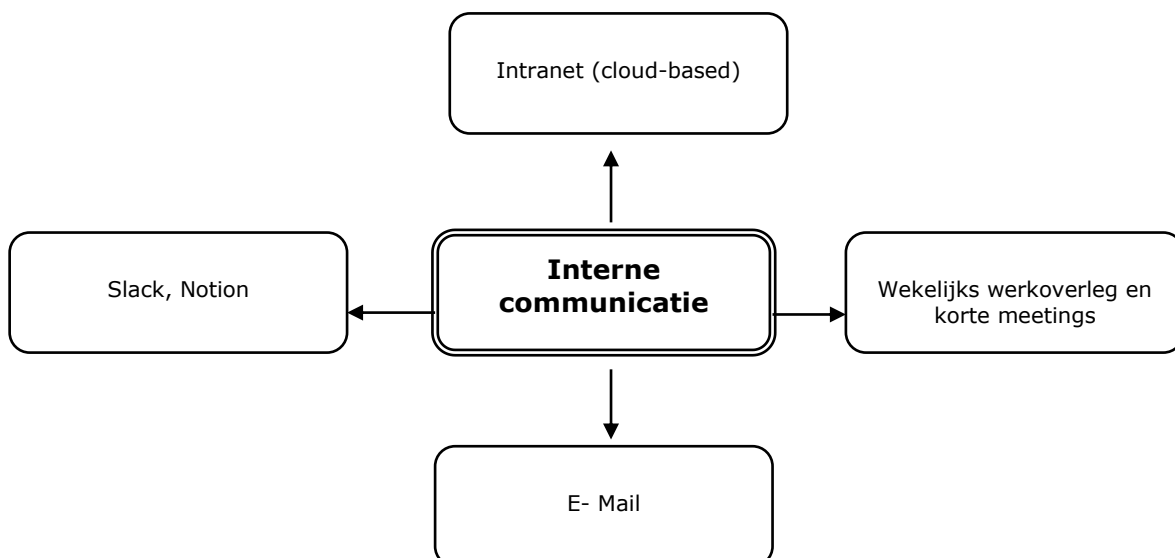 Intranet (cloud-based)
Slack, Notion
Interne
communicatie
Wekelijks werkoverleg en
korte meetings
E- Mail